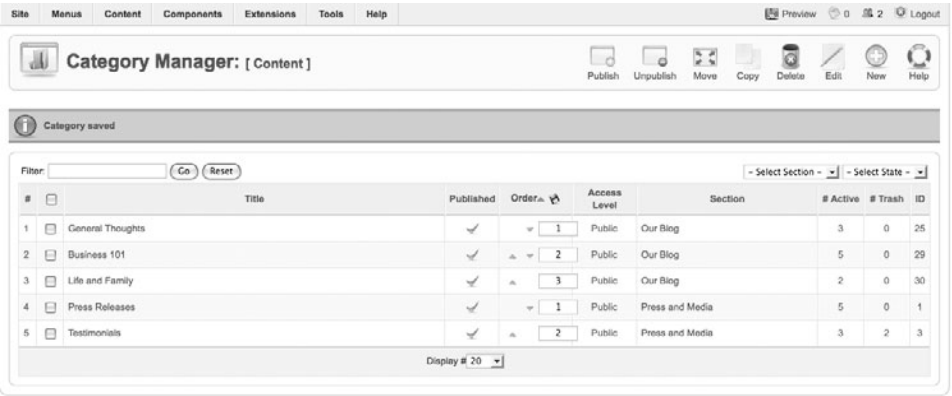 Site Menus Content Components Extensions Tools Help Preview 0 2 Logout
Category Manager: [ Content ]
Publish Unpublish Move Copy Delete Edit New Help
Category saved
Filter: Go Reset - Select Section - - Select State -
# Title Published Order Access Level Section # Active # Trash ID
1 General Thoughts 1 Public Our Blog 3 0 25
2 Business 101 2 Public Our Blog 5 0 29
3 Life and Family 3 Public Our Blog 2 0 30
4 Press Releases 1 Public Press and Media 5 0 1
5 Testimonials 2 Public Press and Media 3 2 3
Display # 20